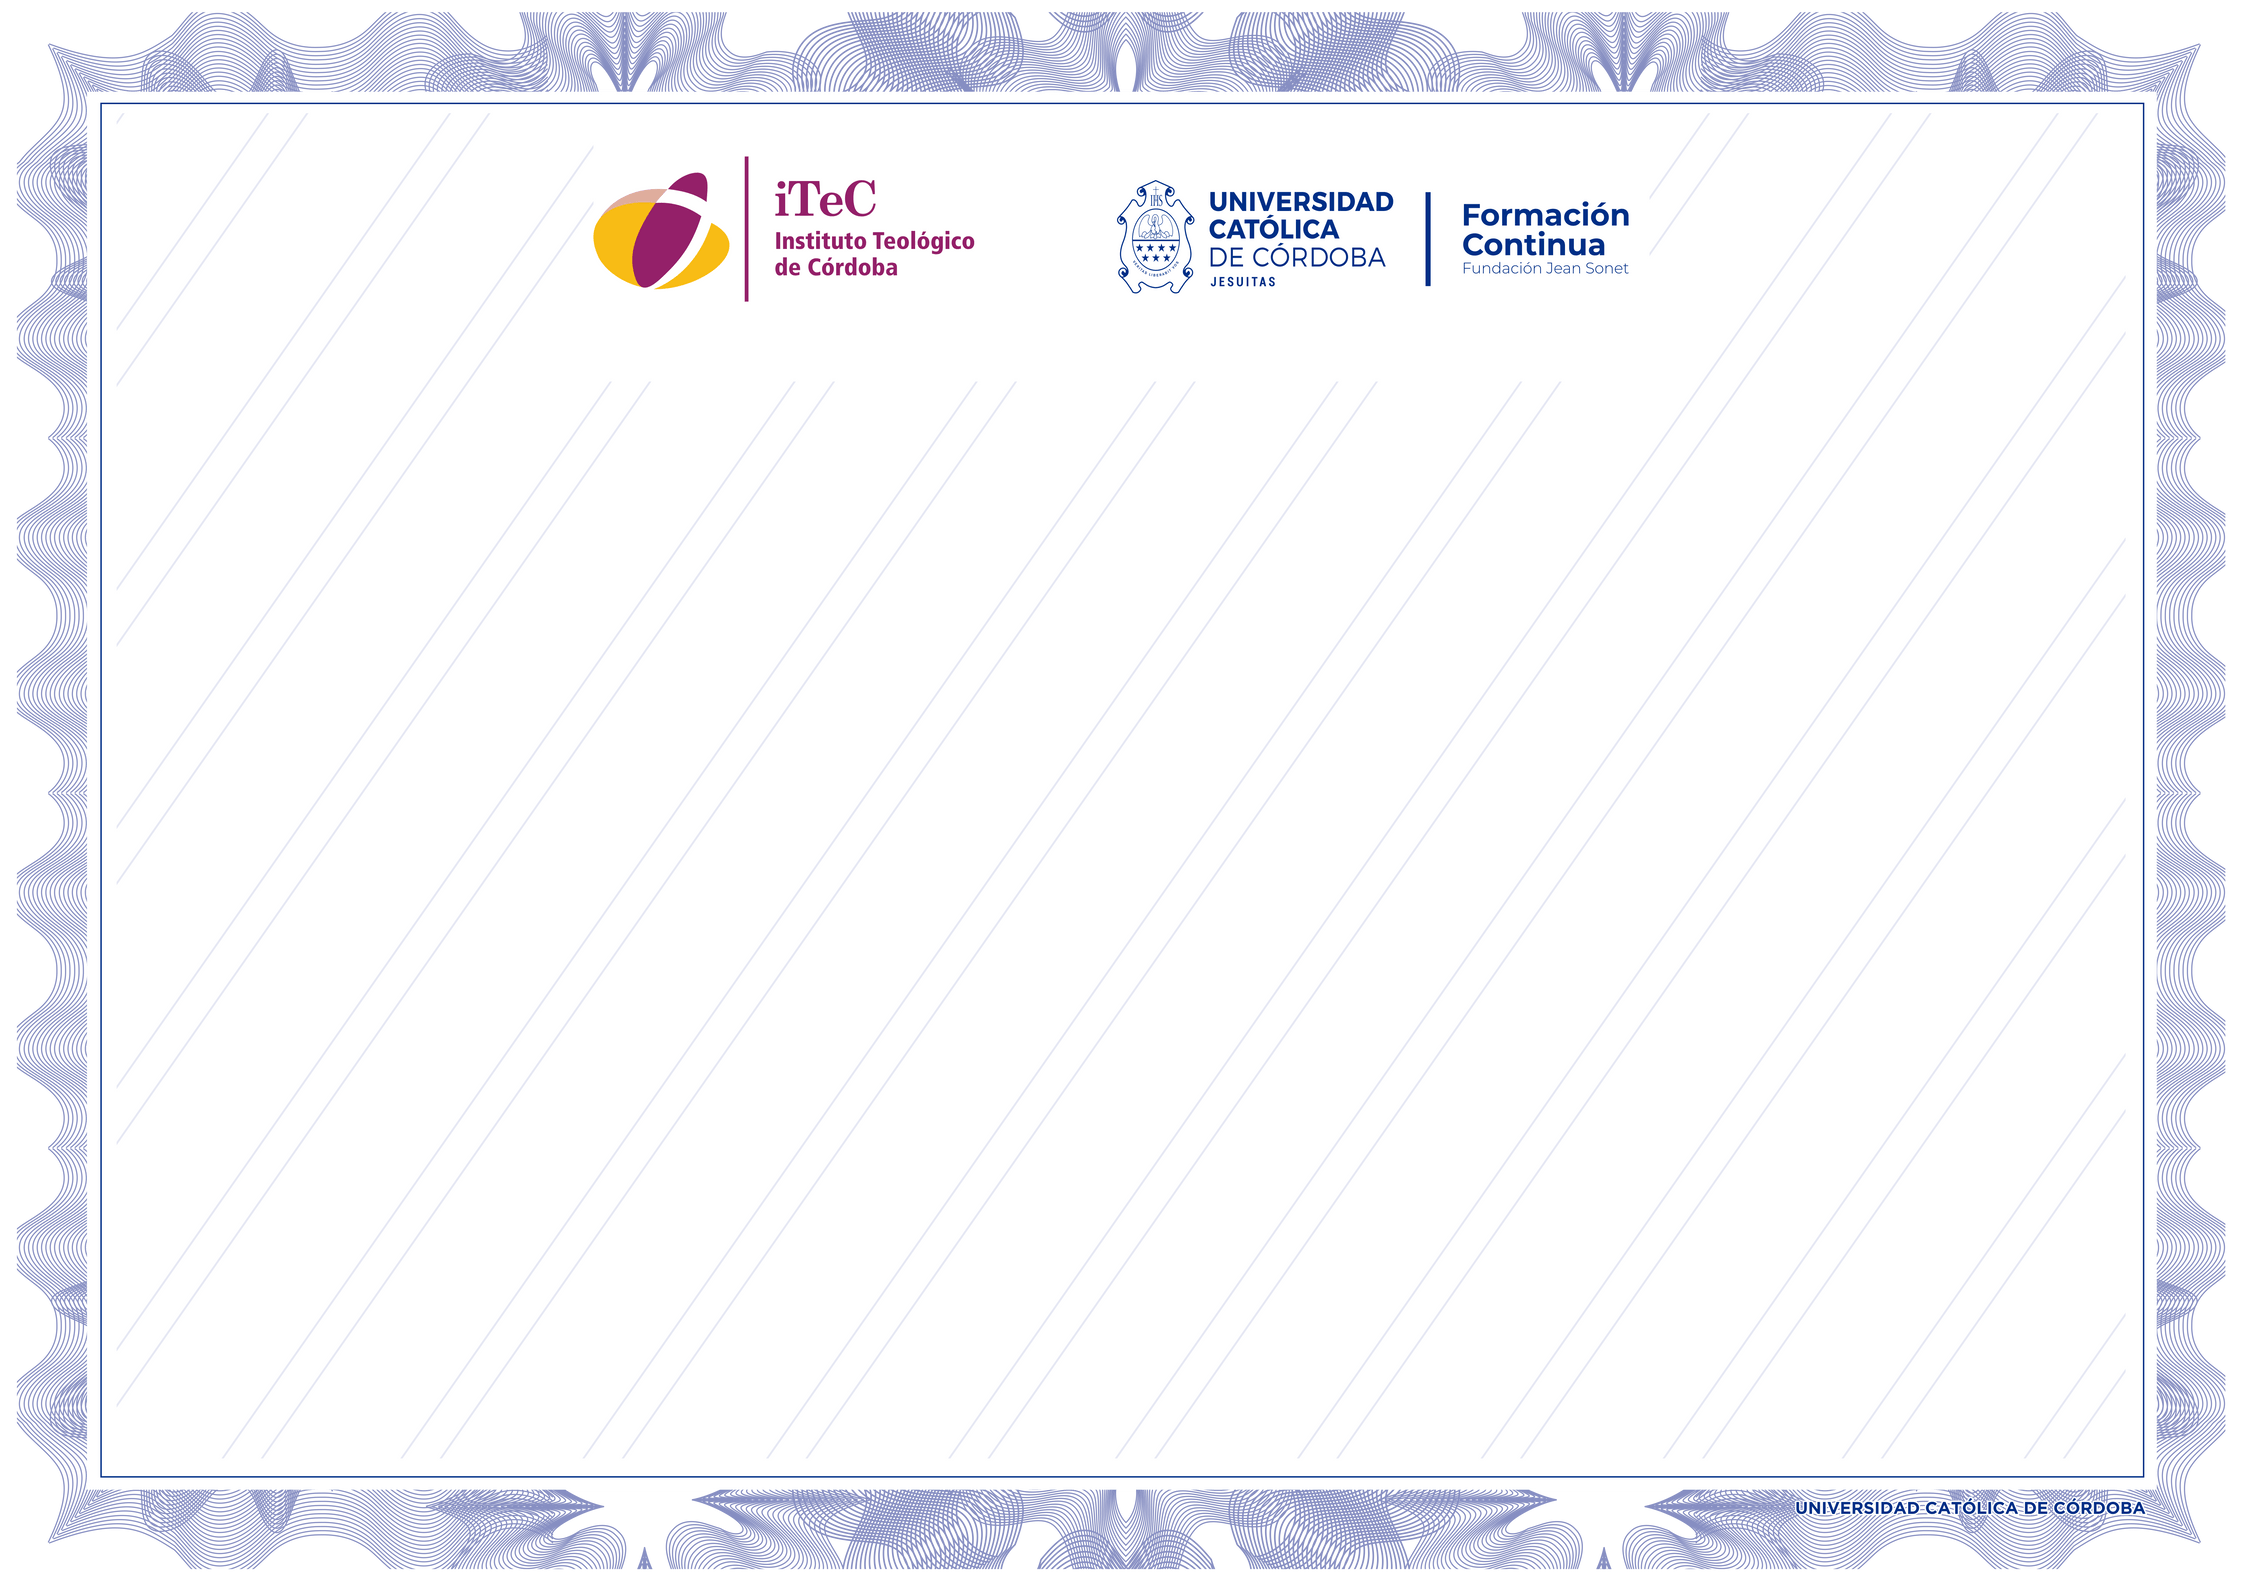 iTeC
Instituto Teológico
de Córdoba
IHS
UNIVERSIDAD
CATÓLICA
DE CÓRDOBA
JESUITAS
Formación
Continua
Fundación Jean Sonet
UNIVERSIDAD CATÓLICA DE CÓRDOBA